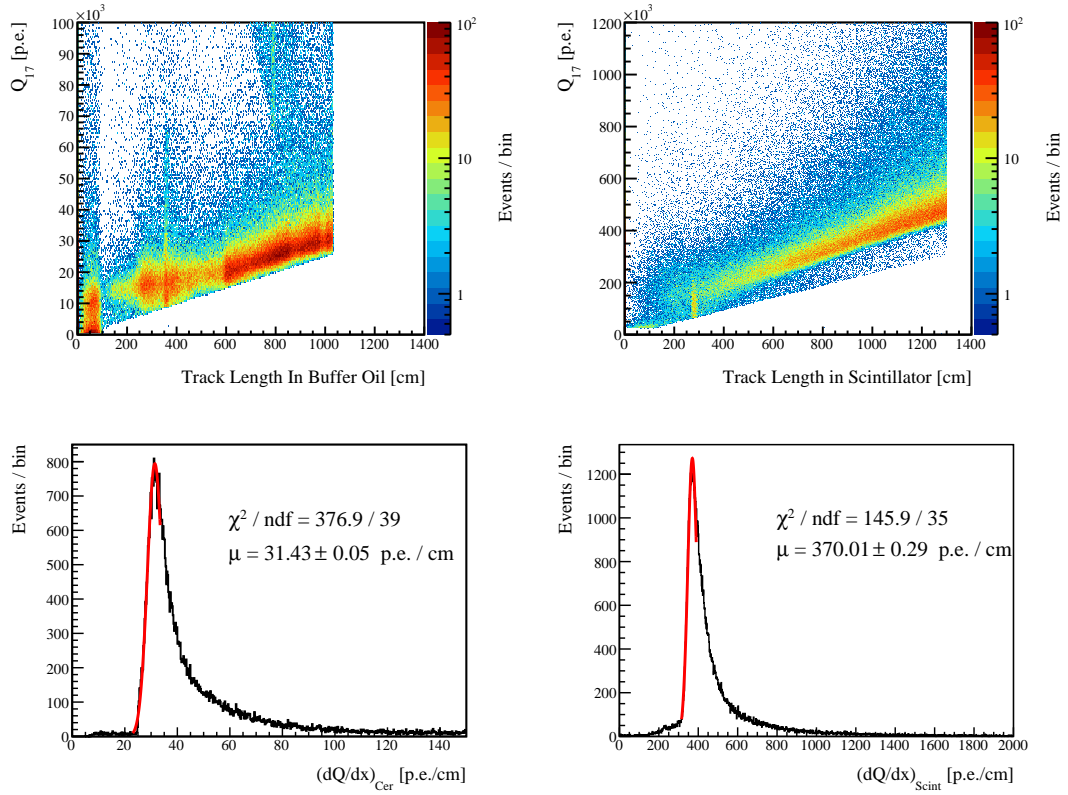 ×10³ ×10³
Q₁₇ [p.e.]
100
90
80
70
60
50
40
30
20
10
0
0 200 400 600 800 1000 1200 1400
Track Length In Buffer Oil [cm]
10²
10
1
Events / bin
Q₁₇ [p.e.]
1200
1000
800
600
400
200
0
0 200 400 600 800 1000 1200 1400
Track Length in Scintillator [cm]
10²
10
1
Events / bin
Events / bin
800
700
600
500
400
300
200
100
0
0 20 40 60 80 100 120 140
(dQ/dx)Cer [p.e./cm]
χ² / ndf = 376.9 / 39
μ = 31.43 ± 0.05 p.e. / cm
Events / bin
1200
1000
800
600
400
200
0
0 200 400 600 800 1000 1200 1400 1600 1800 2000
(dQ/dx)Scint [p.e./cm]
χ² / ndf = 145.9 / 35
μ = 370.01 ± 0.29 p.e. / cm